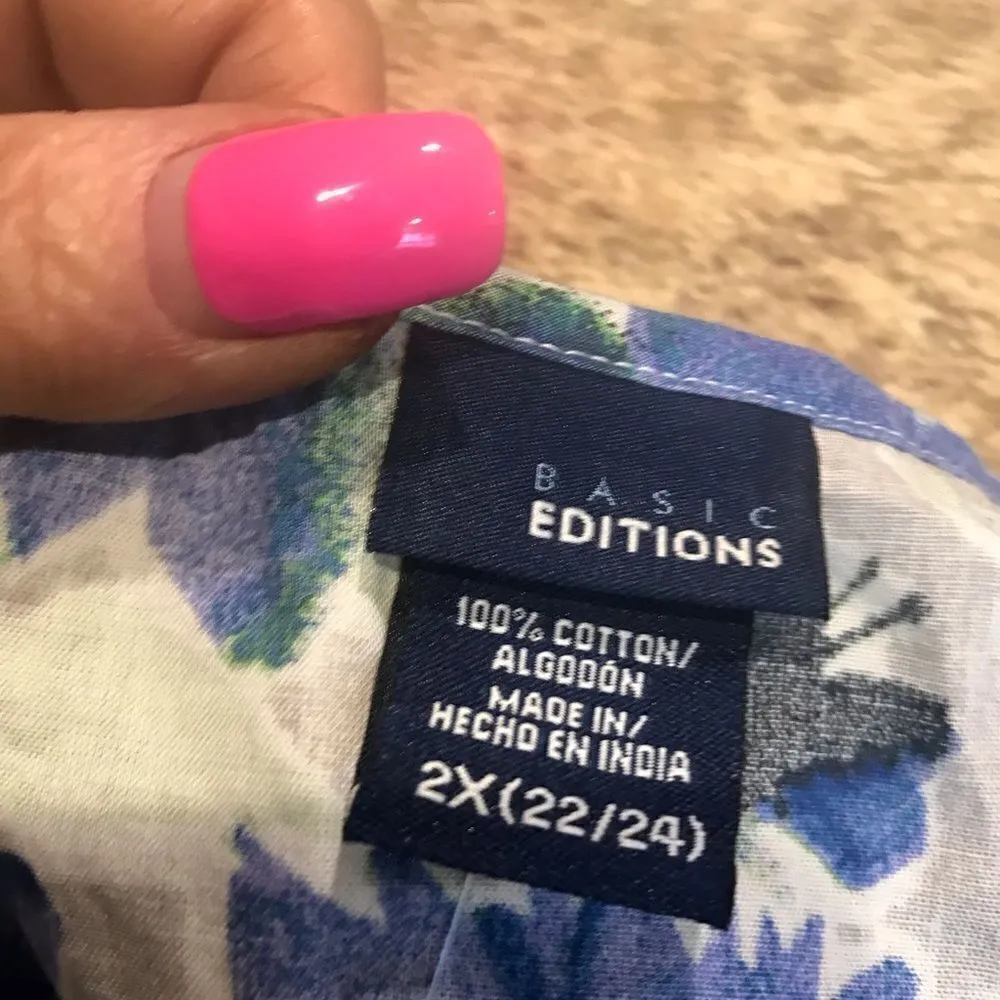 BASIC
EDITIONS
100% COTTON/
ALGODÓN
MADE IN/
HECHO EN INDIA
2X(22/24)